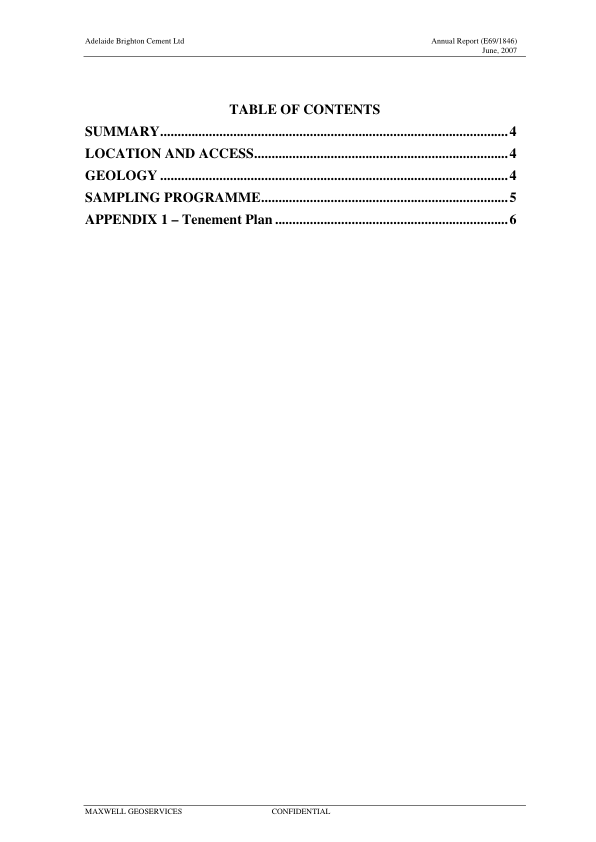 Adelaide Brighton Cement Ltd Annual Report (E69/1846)
June, 2007
TABLE OF CONTENTS
SUMMARY....................................................................................................4
LOCATION AND ACCESS.........................................................................4
GEOLOGY ....................................................................................................4
SAMPLING PROGRAMME.......................................................................5
APPENDIX 1 – Tenement Plan ...................................................................6
MAXWELL GEOSERVICES CONFIDENTIAL